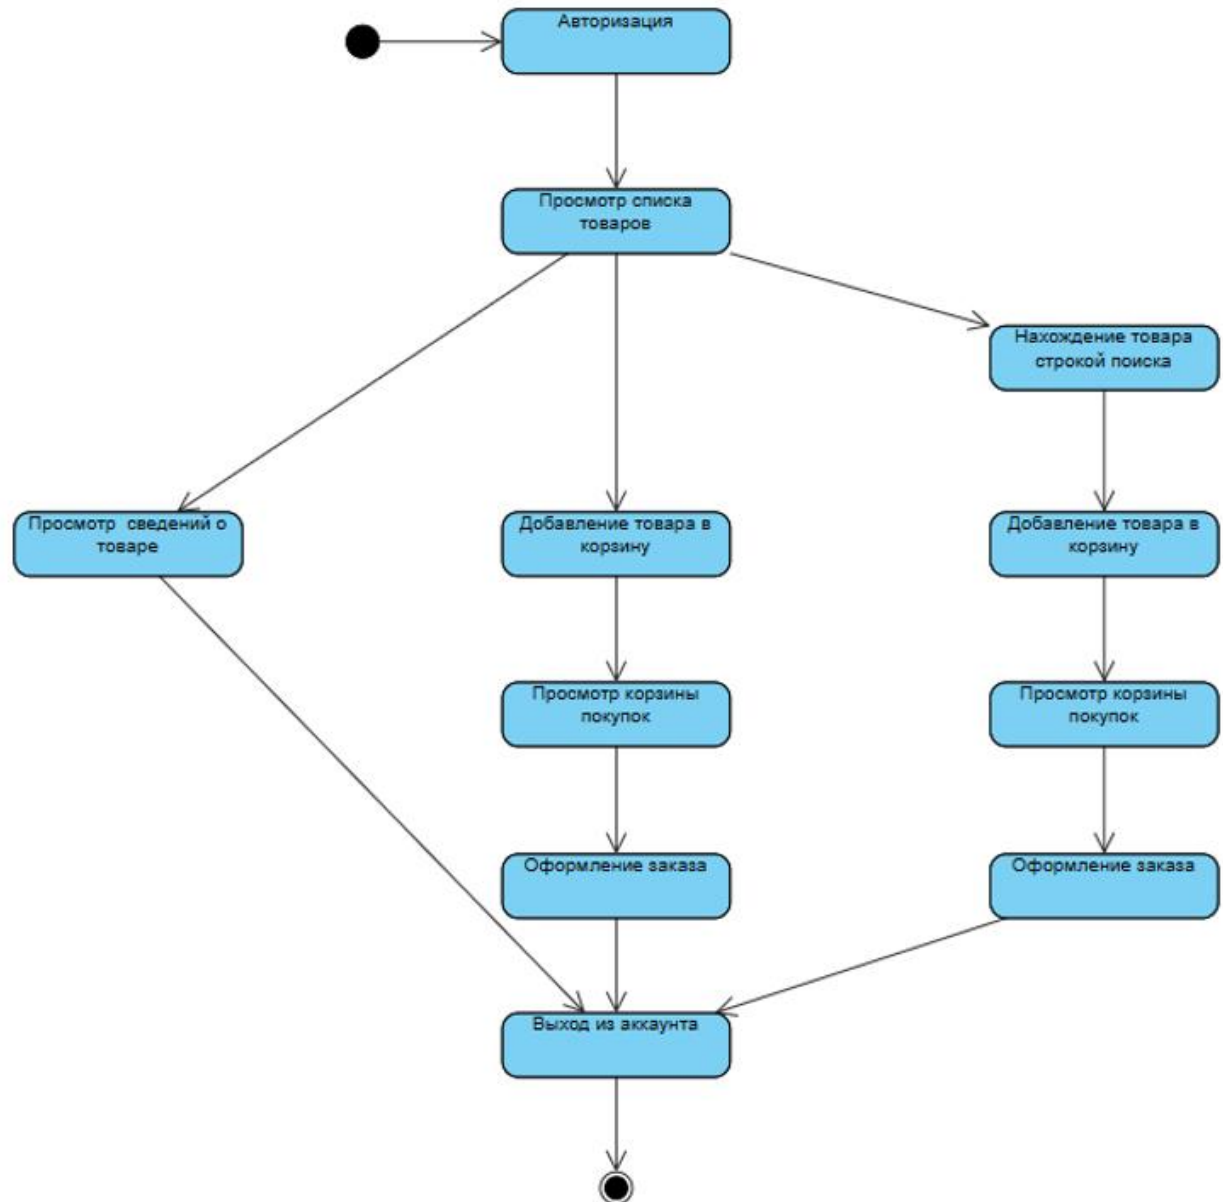 Авторизация
Просмотр списка
товаров
Нахождение товара
строкой поиска
Просмотр  сведений о
товаре
Добавление товара в
корзину
Добавление товара в
корзину
Просмотр корзины
покупок
Просмотр корзины
покупок
Оформление заказа
Оформление заказа
Выход из аккаунта